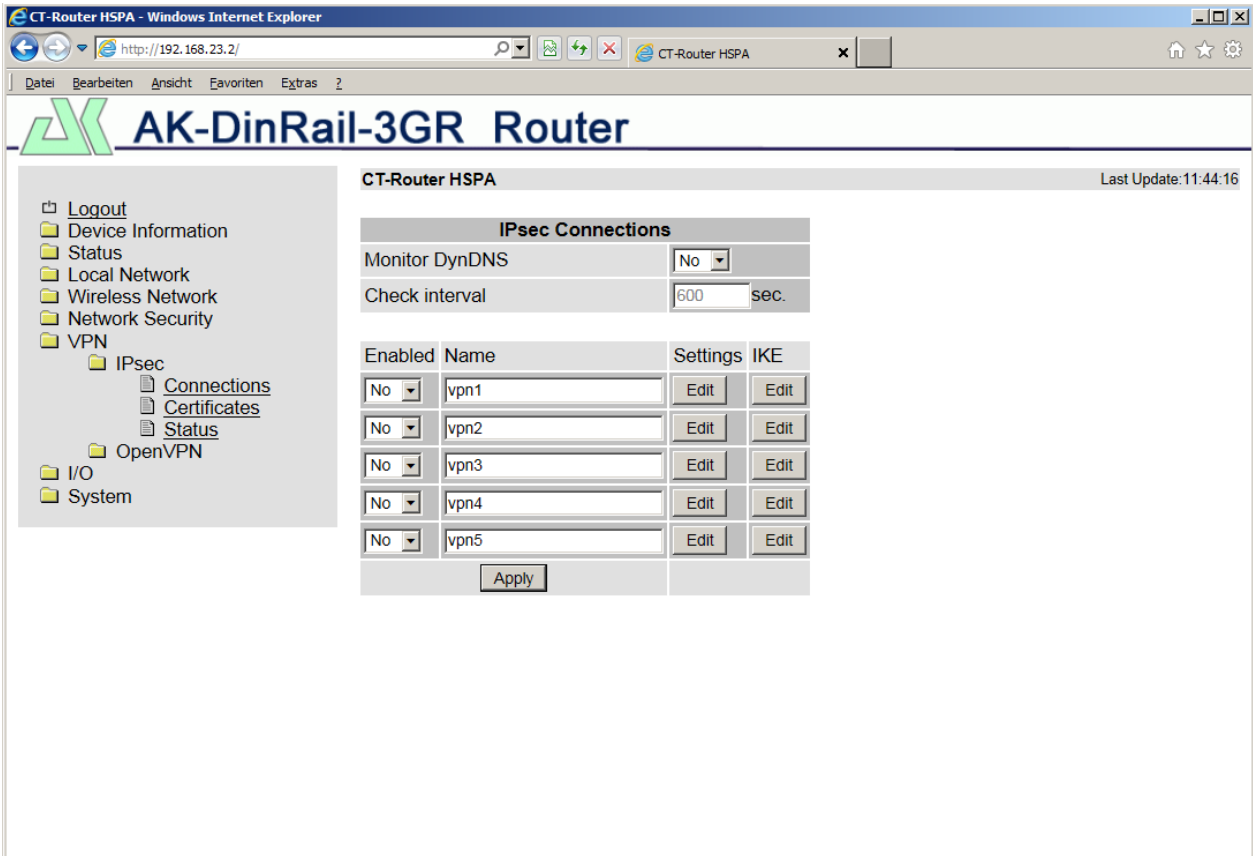 CT-Router HSPA - Windows Internet Explorer
http://192.168.23.2/
CT-Router HSPA
Datei Bearbeiten Ansicht Favoriten Extras ?
AK-DinRail-3GR Router
Logout
Device Information
Status
Local Network
Wireless Network
Network Security
VPN
IPsec
Connections
Certificates
Status
OpenVPN
I/O
System
CT-Router HSPA Last Update:11:44:16
IPsec Connections
Monitor DynDNS No
Check interval 600 sec.
Enabled Name Settings IKE
No vpn1 Edit Edit
No vpn2 Edit Edit
No vpn3 Edit Edit
No vpn4 Edit Edit
No vpn5 Edit Edit
Apply